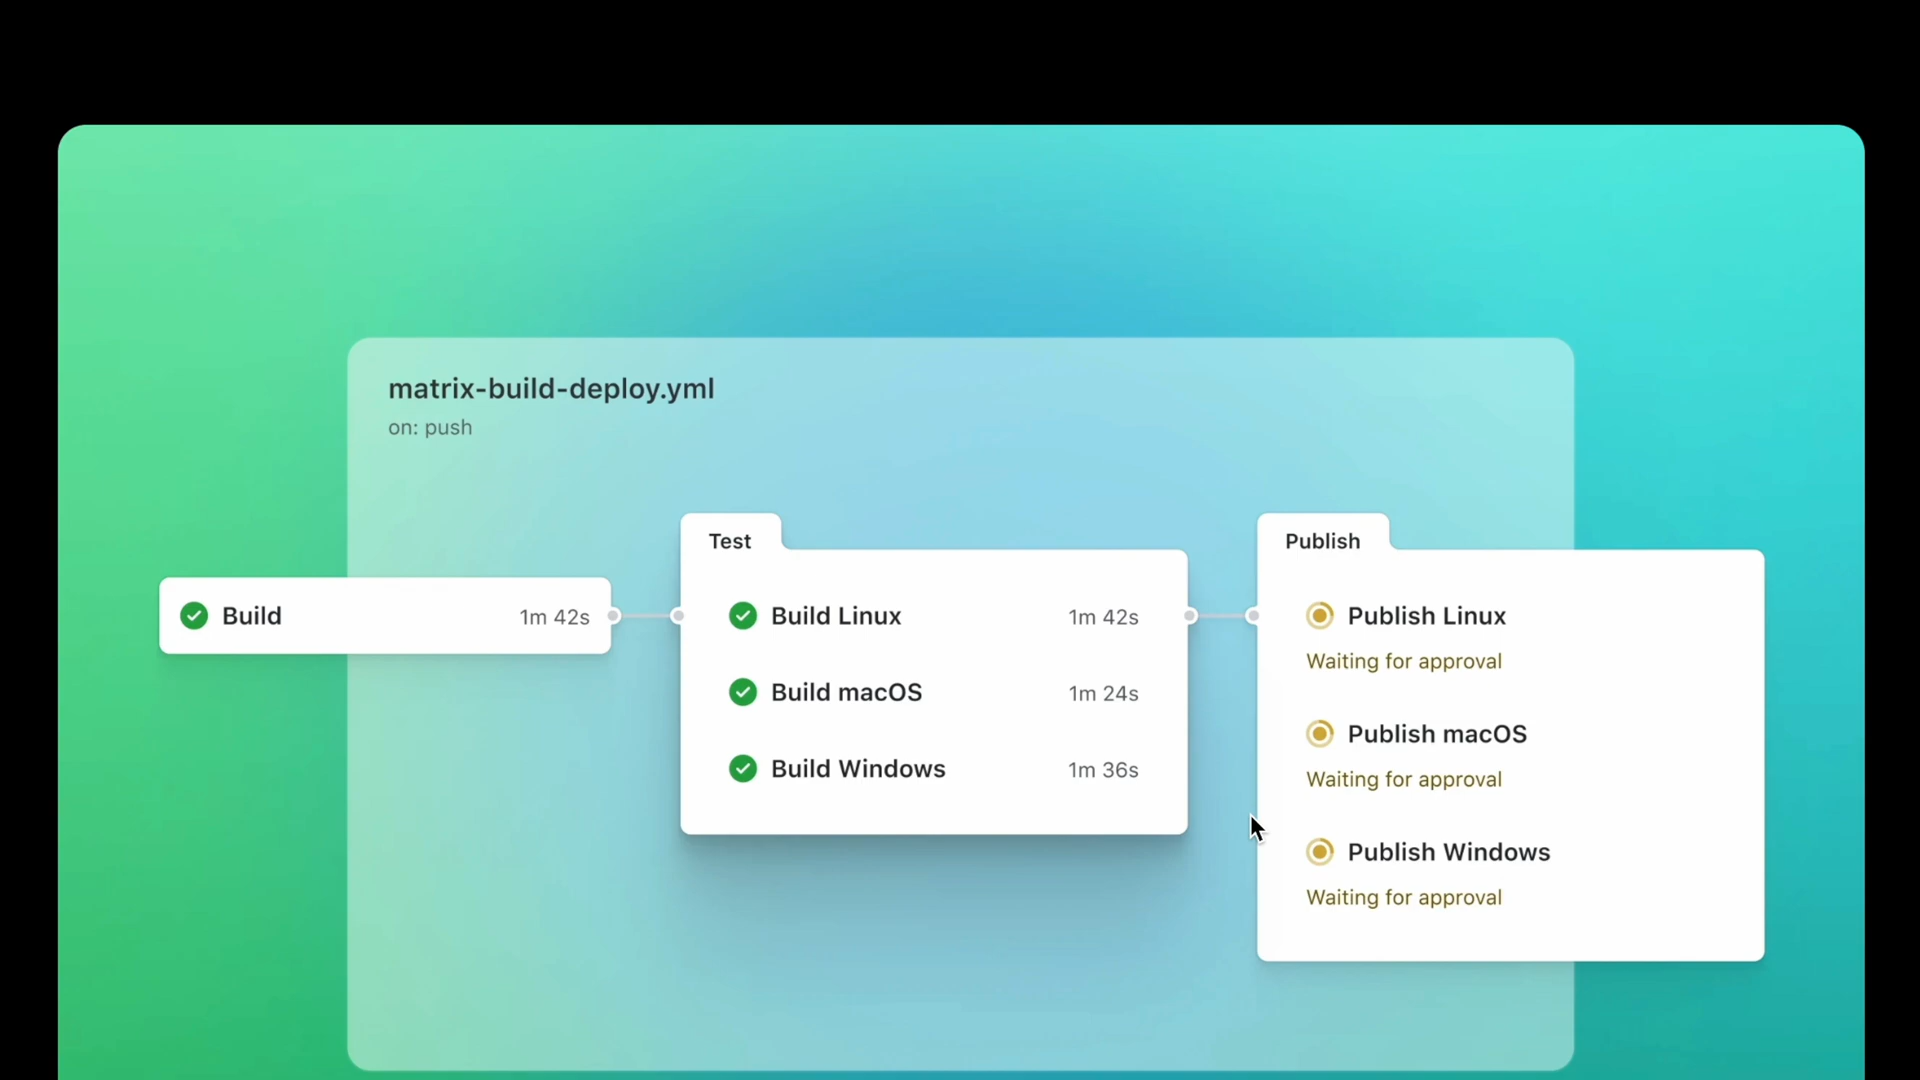 matrix-build-deploy.yml
on: push
Build 1m 42s
Test
Build Linux 1m 42s
Build macOS 1m 24s
Build Windows 1m 36s
Publish
Publish Linux
Waiting for approval
Publish macOS
Waiting for approval
Publish Windows
Waiting for approval